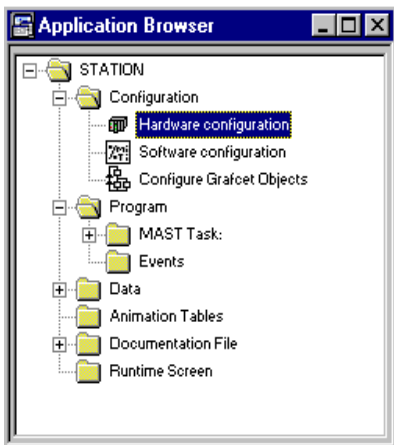 Application Browser
STATION
Configuration
Hardware configuration
Software configuration
Configure Grafcet Objects
Program
MAST Task:
Events
Data
Animation Tables
Documentation File
Runtime Screen